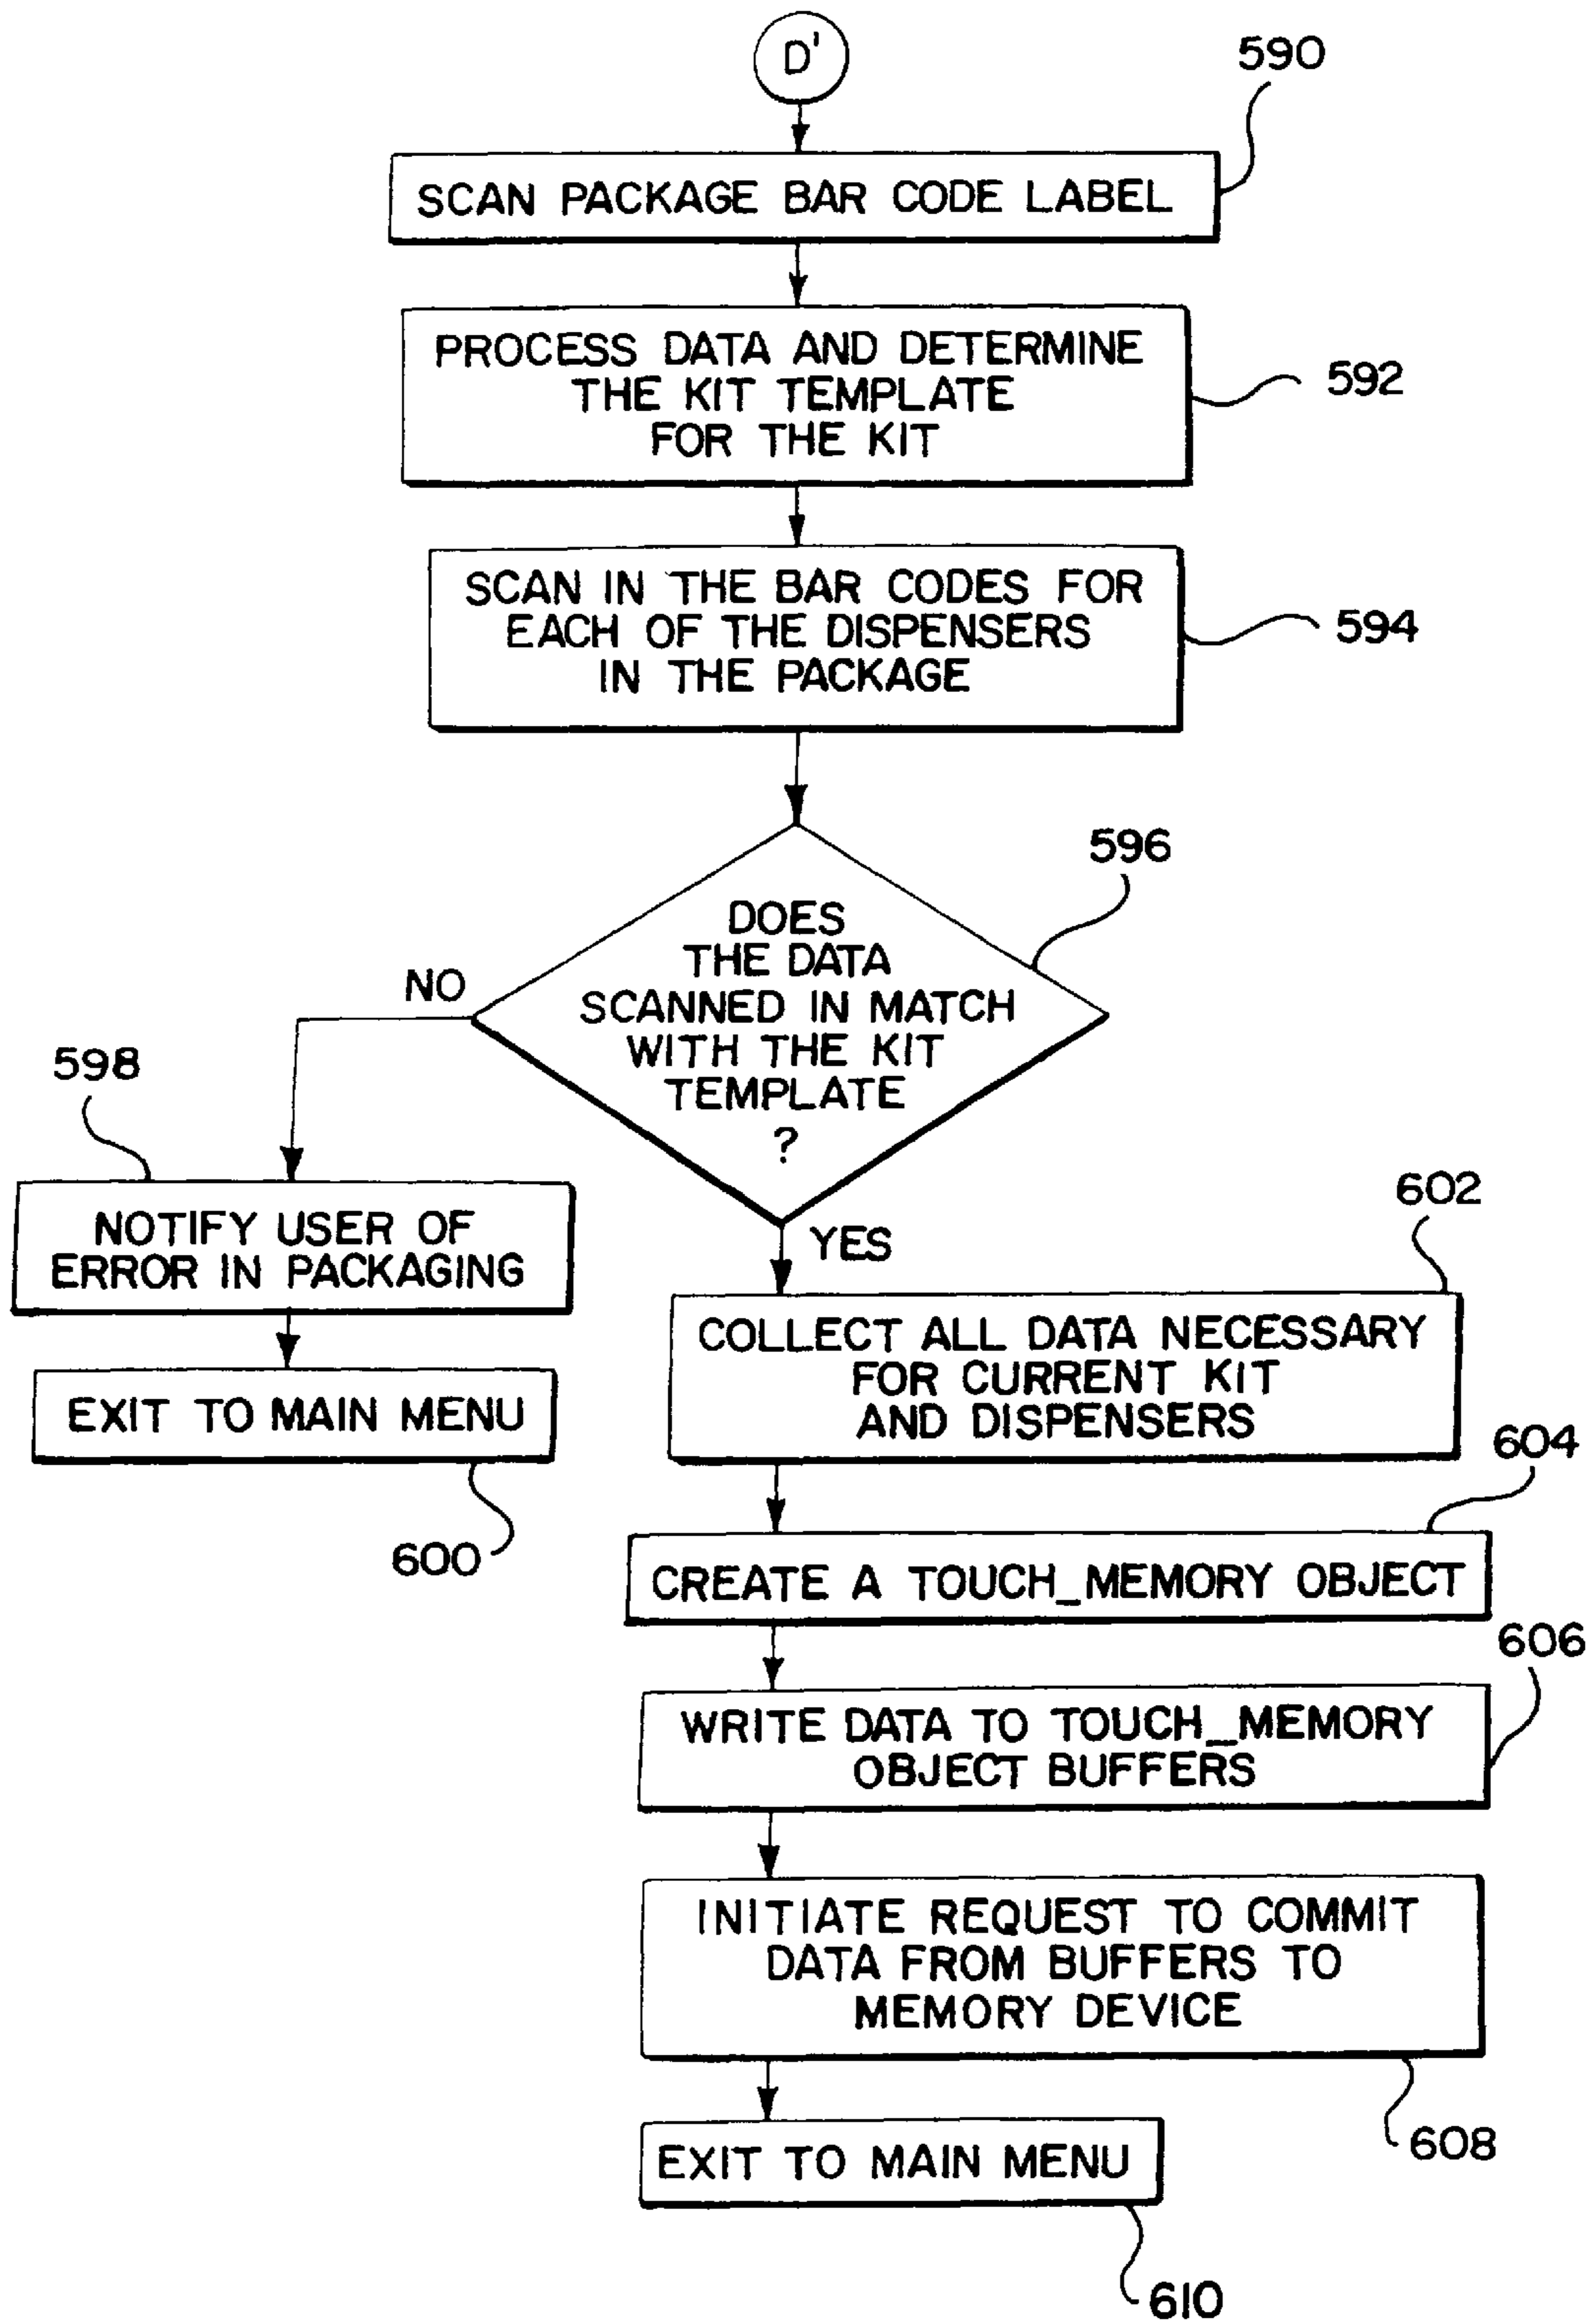 D'
590
SCAN PACKAGE BAR CODE LABEL
PROCESS DATA AND DETERMINE
THE KIT TEMPLATE
FOR THE KIT
592
SCAN IN THE BAR CODES FOR
EACH OF THE DISPENSERS
IN THE PACKAGE
594
596
DOES
THE DATA
SCANNED IN MATCH
WITH THE KIT
TEMPLATE
?
NO
598
NOTIFY USER OF
ERROR IN PACKAGING
EXIT TO MAIN MENU
600
YES
602
COLLECT ALL DATA NECESSARY
FOR CURRENT KIT
AND DISPENSERS
604
CREATE A TOUCH_MEMORY OBJECT
606
WRITE DATA TO TOUCH_MEMORY
OBJECT BUFFERS
INITIATE REQUEST TO COMMIT
DATA FROM BUFFERS TO
MEMORY DEVICE
608
EXIT TO MAIN MENU
610